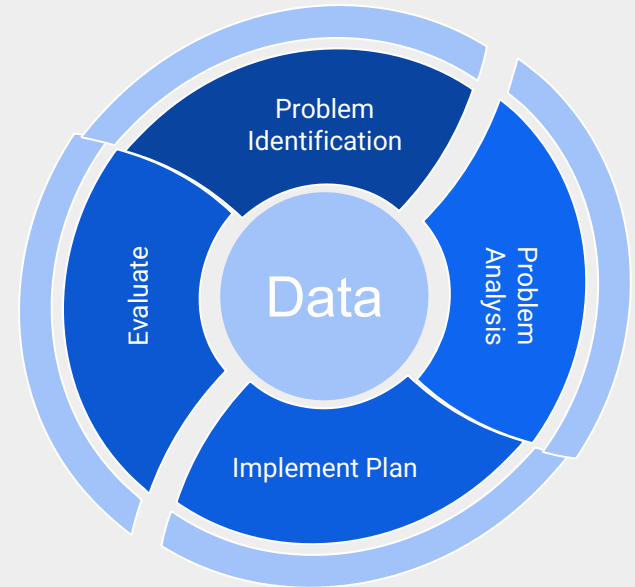 Problem
Identification
Problem
Analysis
Implement Plan
Evaluate
Data